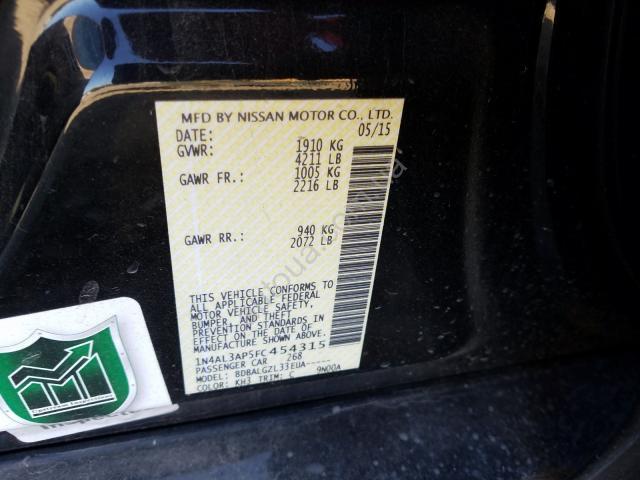 MFD BY NISSAN MOTOR CO., LTD.
DATE: 05/15
GVWR: 1910 KG
4211 LB
GAWR FR.: 1005 KG
2216 LB
GAWR RR.: 940 KG
2072 LB
THIS VEHICLE CONFORMS TO
ALL APPLICABLE FEDERAL
MOTOR VEHICLE SAFETY,
BUMPER, AND THEFT
PREVENTION STANDARDS IN
EFFECT ON THE DATE OF
MANUFACTURE SHOWN ABOVE.
1N4AL3AP5FC454315
PASSENGER CAR 268
MODEL: BDBALGZL33EUA-----
COLOR: KH3 TRIM: C 9N00A